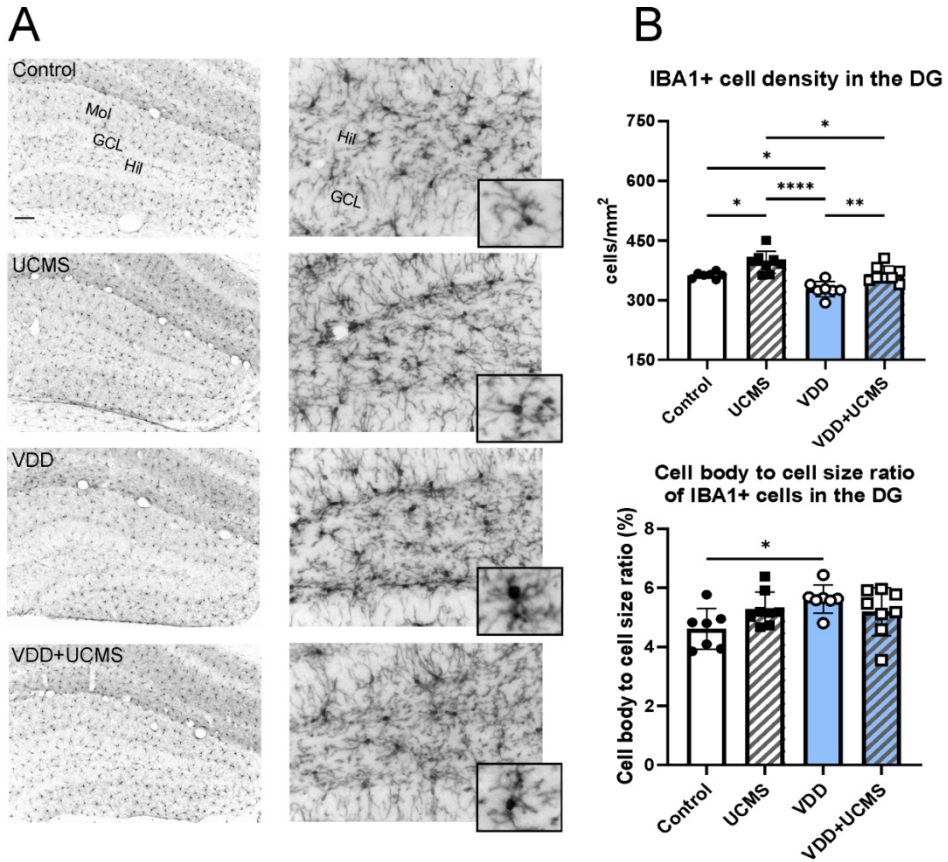 A
Control
Mol
GCL
Hil
Hil
GCL
UCMS
VDD
VDD+UCMS
B
IBA1+ cell density in the DG
cells/mm²
750
600
450
300
150
*
*
****
*
**
Control
UCMS
VDD
VDD+UCMS
Cell body to cell size ratio
of IBA1+ cells in the DG
Cell body to cell size ratio (%)
8
6
4
2
0
*
Control
UCMS
VDD
VDD+UCMS